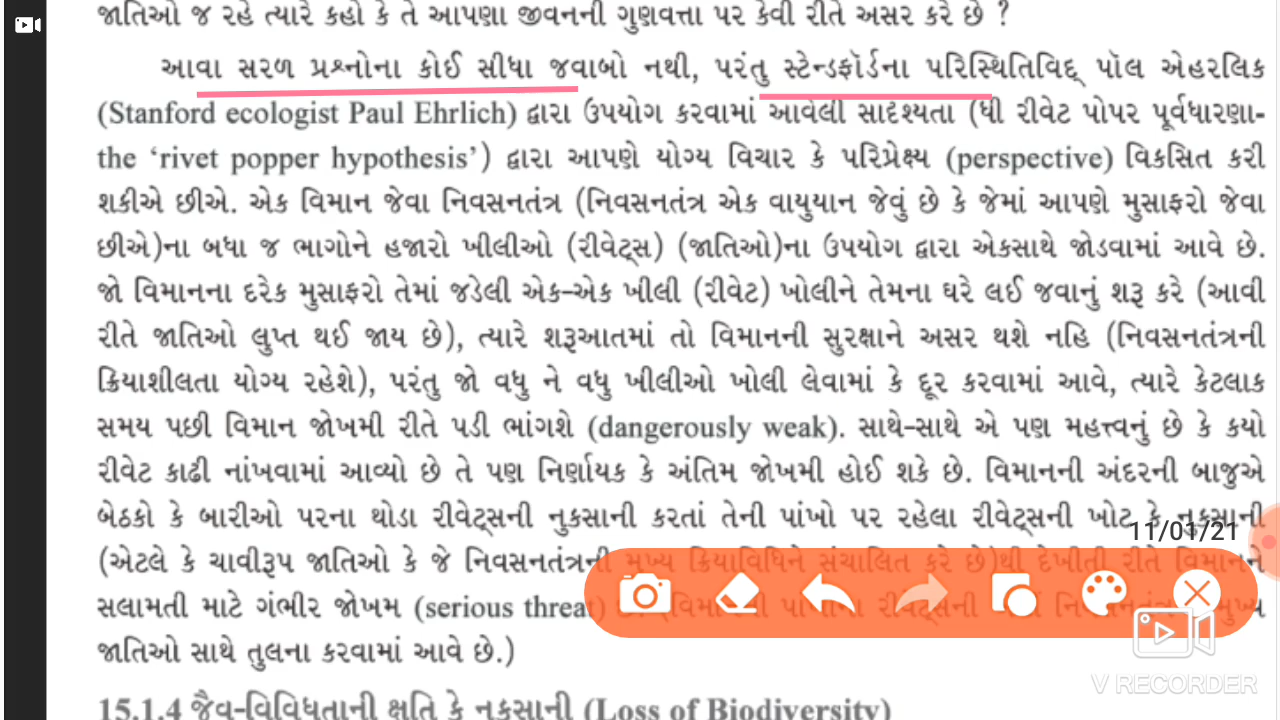 જાતિઓ જ રહે ત્યારે કહો કે તે આપણા જીવનની ગુણવત્તા પર કેવી રીતે અસર કરે છે ?
આવા સરળ પ્રશ્નોના કોઈ સીધા જવાબો નથી, પરંતુ સ્ટેન્ડફૉર્ડના પરિસ્થિતિવિદ્ પૉલ એહરલિક
(Stanford ecologist Paul Ehrlich) દ્વારા ઉપયોગ કરવામાં આવેલી સાદૃશ્યતા (ધી રીવેટ પોપર પૂર્વધારણા-
the ‘rivet popper hypothesis’) દ્વારા આપણે યોગ્ય વિચાર કે પરિપ્રેક્ષ્ય (perspective) વિકસિત કરી
શકીએ છીએ. એક વિમાન જેવા નિવસનતંત્ર (નિવસનતંત્ર એક વાયુયાન જેવું છે કે જેમાં આપણે મુસાફરો જેવા
છીએ)ના બધા જ ભાગોને હજારો ખીલીઓ (રીવેટ્સ) (જાતિઓ)ના ઉપયોગ દ્વારા એકસાથે જોડવામાં આવે છે.
જો વિમાનના દરેક મુસાફરો તેમાં જડેલી એક-એક ખીલી (રીવેટ) ખોલીને તેમના ઘરે લઈ જવાનું શરૂ કરે (આવી
રીતે જાતિઓ લુપ્ત થઈ જાય છે), ત્યારે શરૂઆતમાં તો વિમાનની સુરક્ષાને અસર થશે નહિ (નિવસનતંત્રની
ક્રિયાશીલતા યોગ્ય રહેશે), પરંતુ જો વધુ ને વધુ ખીલીઓ ખોલી લેવામાં કે દૂર કરવામાં આવે, ત્યારે કેટલાક
સમય પછી વિમાન જોખમી રીતે પડી ભાંગશે (dangerously weak). સાથે-સાથે એ પણ મહત્ત્વનું છે કે કયો
રીવેટ કાઢી નાંખવામાં આવ્યો છે તે પણ નિર્ણાયક કે અંતિમ જોખમી હોઈ શકે છે. વિમાનની અંદરની બાજુએ
બેઠકો કે બારીઓ પરના થોડા રીવેટ્સની નુકસાની કરતાં તેની પાંખો પર રહેલા રીવેટ્સની ખોટ કે નુકસાની
11/01/21
(એટલે કે ચાવીરૂપ જાતિઓ કે જે નિવસનતંત્રની મુખ્ય ક્રિયાવિધિને સંચાલિત કરે છે)થી દેખીતી રીતે વિમાનને
સલામતી માટે ગંભીર જોખમ (serious threat)
જાતિઓ સાથે તુલના કરવામાં આવે છે.)
V RECORDER
15.1.4 જૈવ-વિવિધતાની ક્ષતિ કે નુકસાની (Loss of Biodiversity)